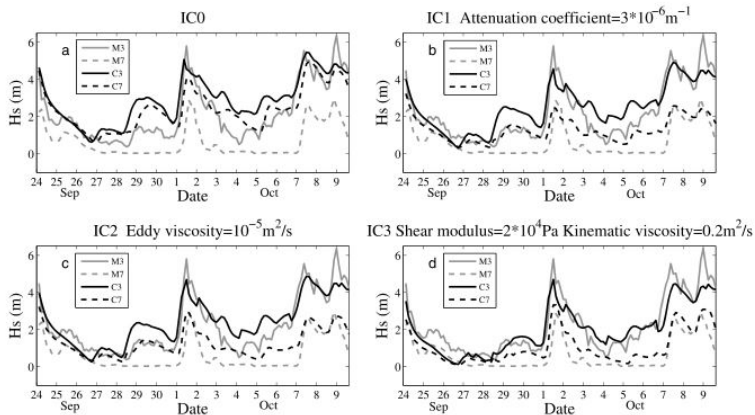 IC0
a
M3
M7
C3
C7
Hs (m)
6
4
2
0
24 25 26 27 28 29 30 1 2 3 4 5 6 7 8 9
Sep Oct
Date
IC1 Attenuation coefficient=3*10⁻⁶m⁻¹
b
M3
M7
C3
C7
Hs (m)
6
4
2
0
24 25 26 27 28 29 30 1 2 3 4 5 6 7 8 9
Sep Oct
Date
IC2 Eddy viscosity=10⁻⁵m²/s
c
M3
M7
C3
C7
Hs (m)
6
4
2
0
24 25 26 27 28 29 30 1 2 3 4 5 6 7 8 9
Sep Oct
Date
IC3 Shear modulus=2*10⁴Pa Kinematic viscosity=0.2m²/s
d
M3
M7
C3
C7
Hs (m)
6
4
2
0
24 25 26 27 28 29 30 1 2 3 4 5 6 7 8 9
Sep Oct
Date